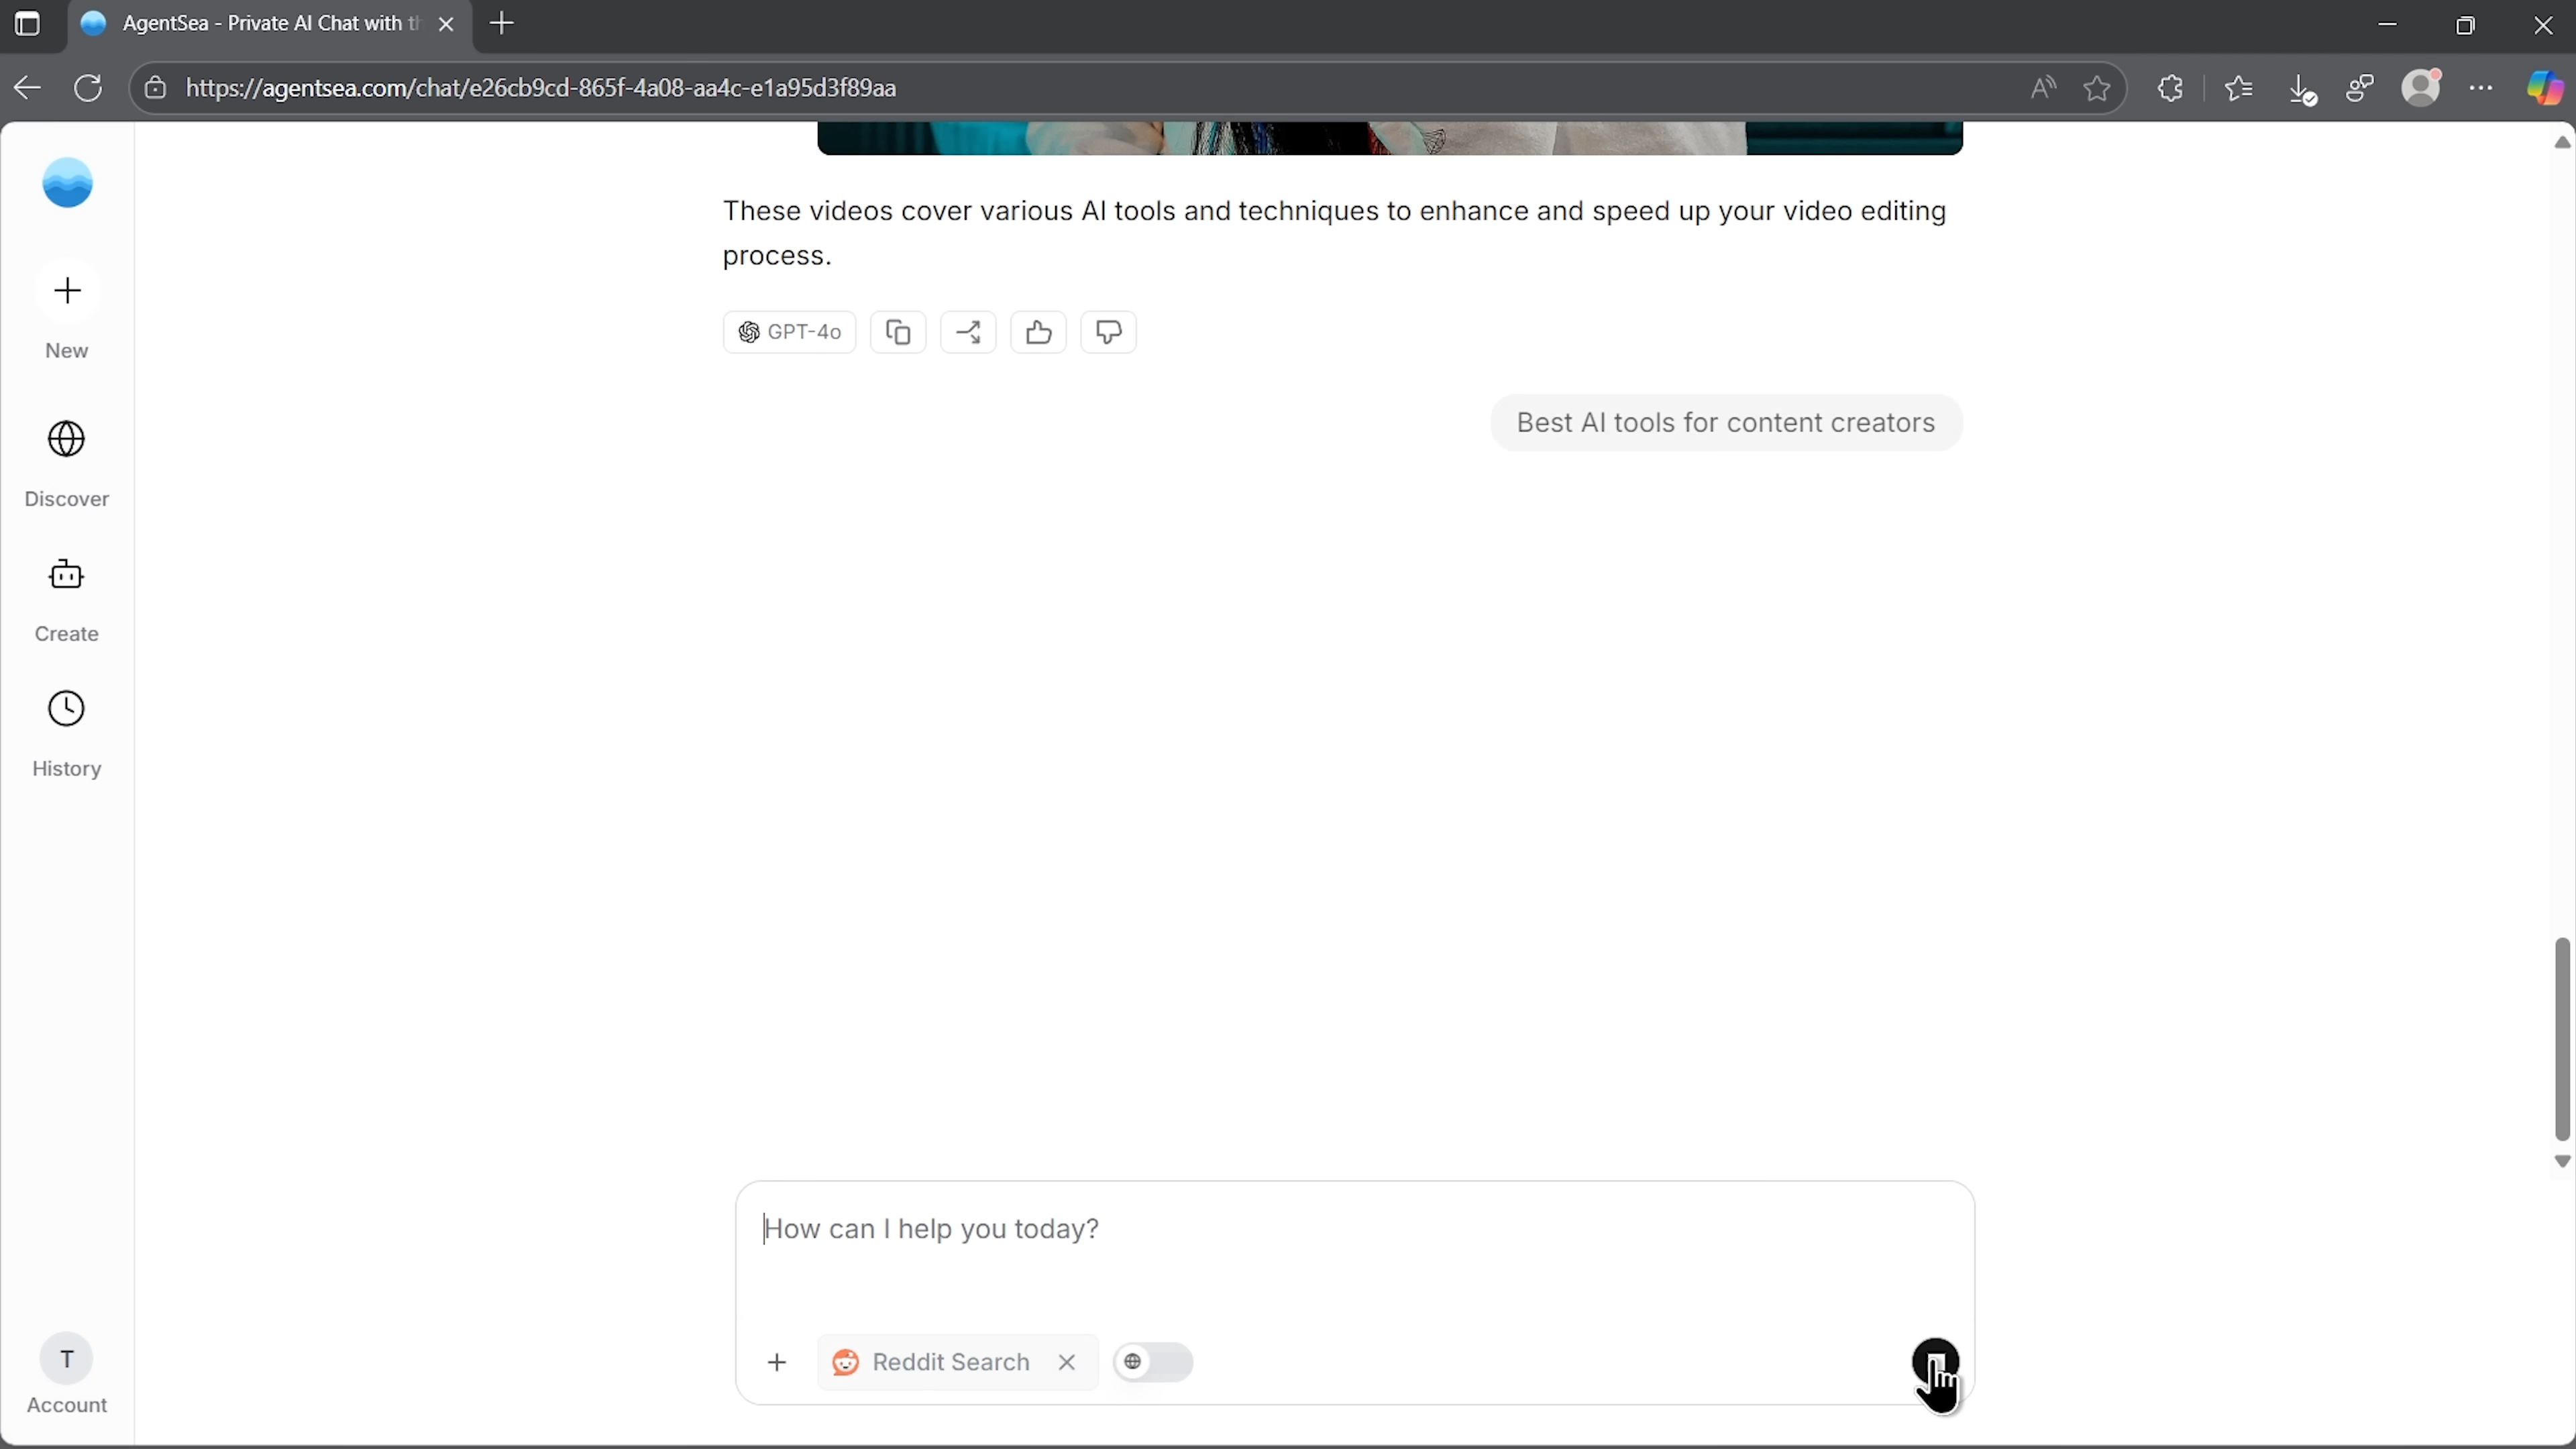 AgentSea - Private AI Chat with th
https://agentsea.com/chat/e26cb9cd-865f-4a08-aa4c-e1a95d3f89aa
New
Discover
Create
History
These videos cover various AI tools and techniques to enhance and speed up your video editing
process.
GPT-4o
Best AI tools for content creators
How can I help you today?
Reddit Search
T
Account